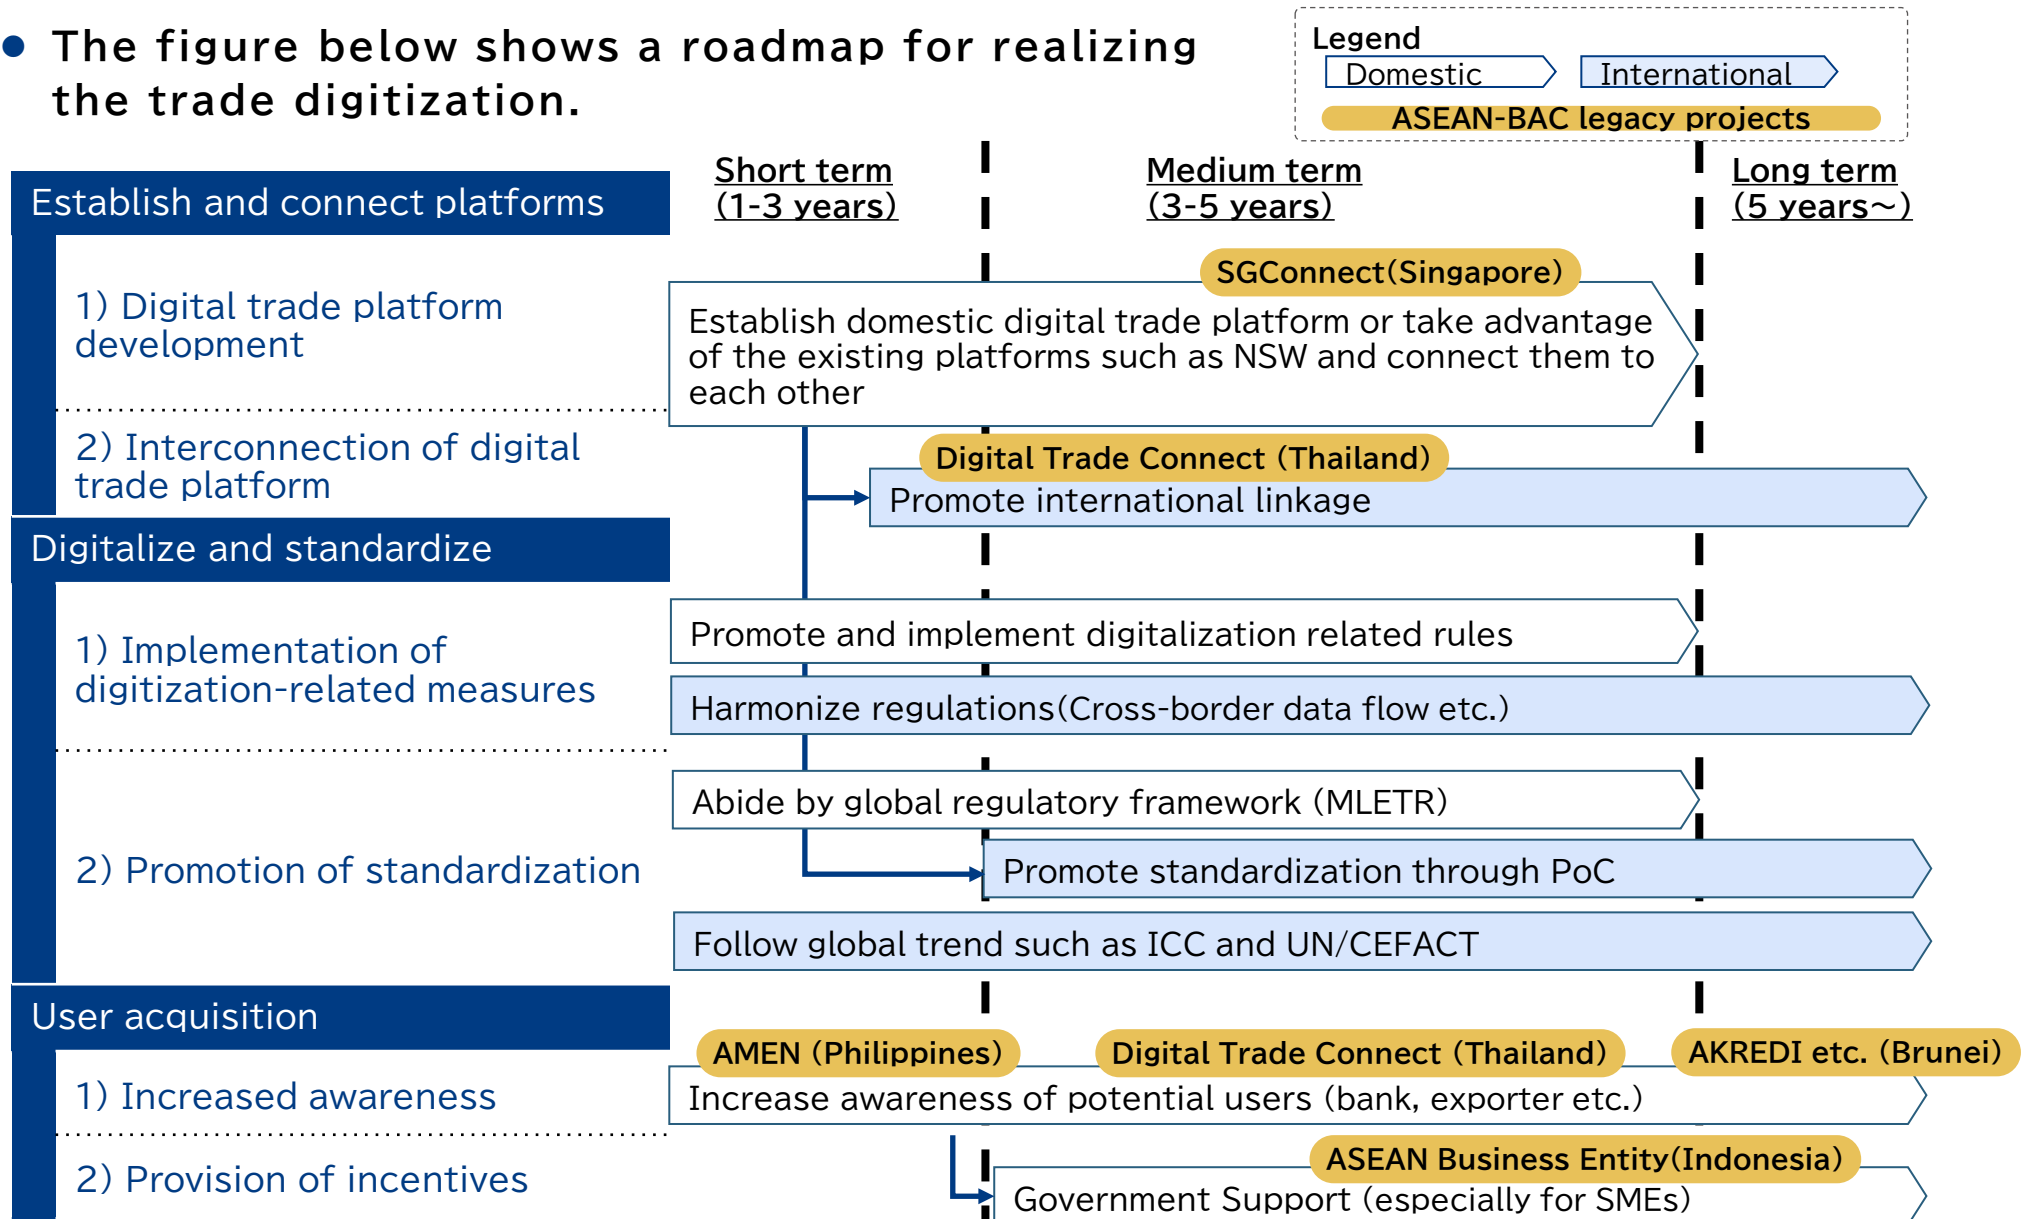 ● The figure below shows a roadmap for realizing
the trade digitization.
Legend
Domestic
International
ASEAN-BAC legacy projects
Short term
(1-3 years)
Medium term
(3-5 years)
Long term
(5 years~)
Establish and connect platforms
1) Digital trade platform
development
SGConnect(Singapore)
Establish domestic digital trade platform or take advantage
of the existing platforms such as NSW and connect them to
each other
2) Interconnection of digital
trade platform
Digital Trade Connect (Thailand)
Promote international linkage
Digitalize and standardize
1) Implementation of
digitization-related measures
Promote and implement digitalization related rules
Harmonize regulations(Cross-border data flow etc.)
2) Promotion of standardization
Abide by global regulatory framework (MLETR)
Promote standardization through PoC
Follow global trend such as ICC and UN/CEFACT
User acquisition
1) Increased awareness
AMEN (Philippines)
Digital Trade Connect (Thailand)
AKREDI etc. (Brunei)
Increase awareness of potential users (bank, exporter etc.)
2) Provision of incentives
ASEAN Business Entity(Indonesia)
Government Support (especially for SMEs)